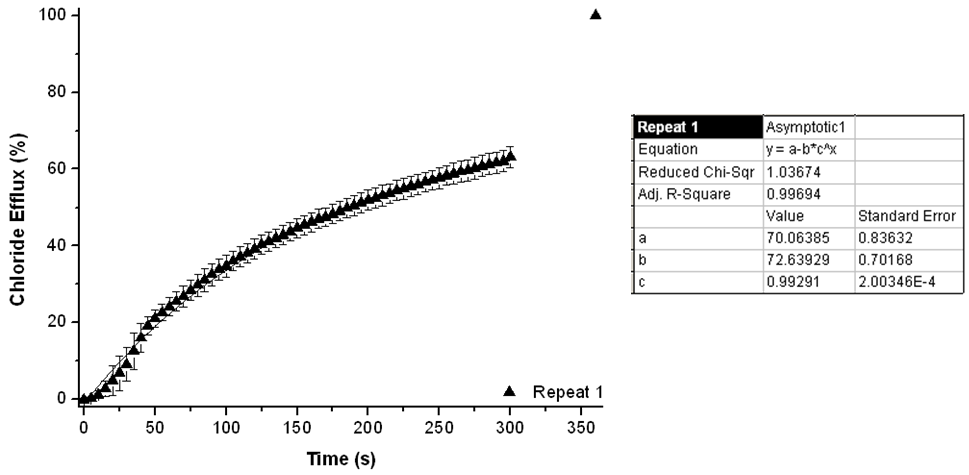 100
80
60
40
20
0
Chloride Efflux (%)
0 50 100 150 200 250 300 350
Time (s)
Repeat 1
Repeat 1 Asymptotic1
Equation y = a-b*c^x
Reduced Chi-Sqr 1.03674
Adj. R-Square 0.99694
Value Standard Error
a 70.06385 0.83632
b 72.63929 0.70168
c 0.99291 2.00346E-4